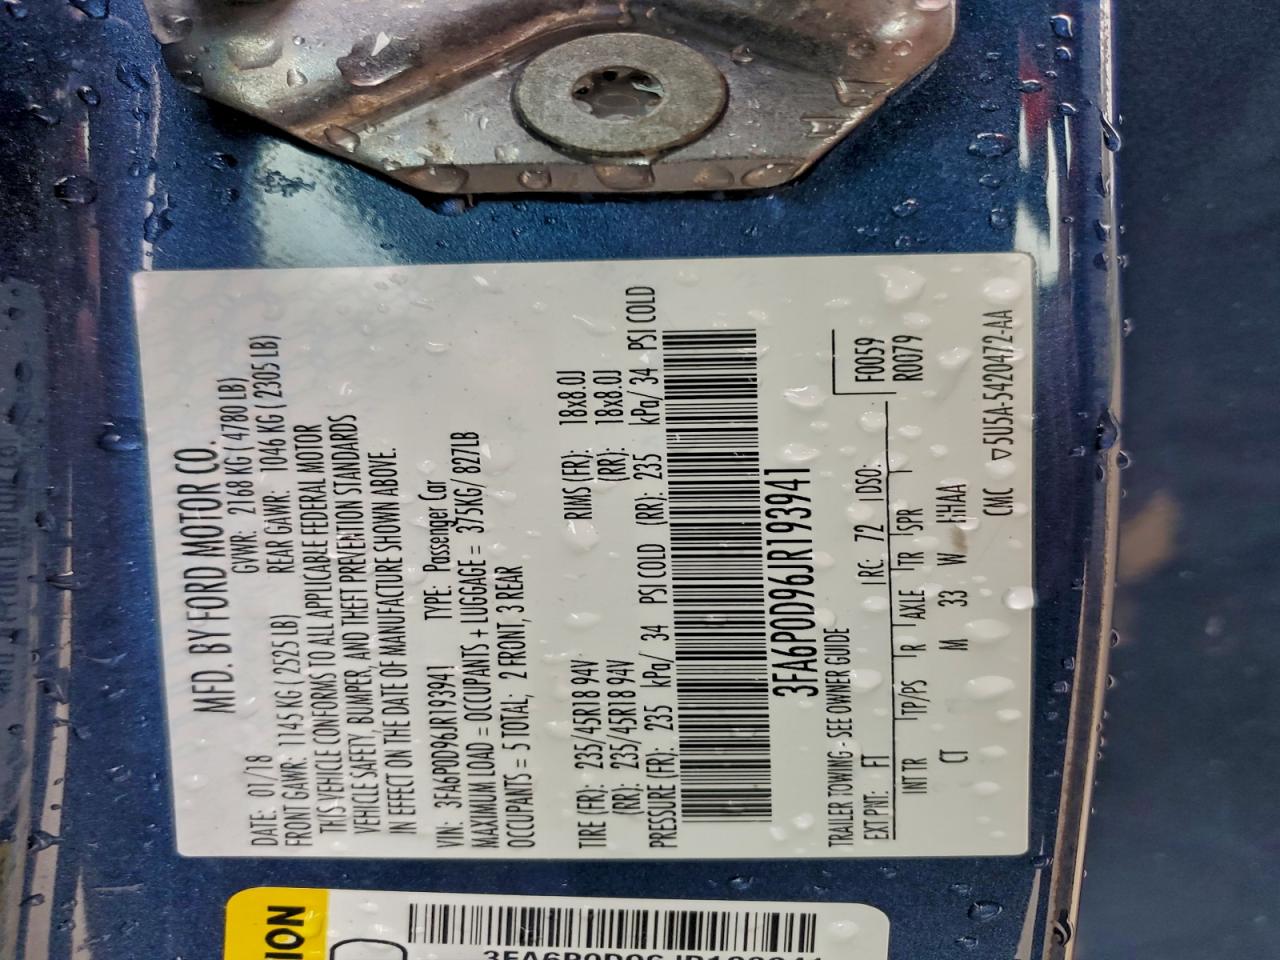 MFD. BY FORD MOTOR CO.
DATE: 01/18 GVWR: 2168 KG ( 4780 LB)
FRONT GAWR: 1145 KG ( 2525 LB) REAR GAWR: 1046 KG ( 2305 LB)
THIS VEHICLE CONFORMS TO ALL APPLICABLE FEDERAL MOTOR
VEHICLE SAFETY, BUMPER, AND THEFT PREVENTION STANDARDS
IN EFFECT ON THE DATE OF MANUFACTURE SHOWN ABOVE.
VIN: 3FA6P0D96JR193941 TYPE: Passenger Car
MAXIMUM LOAD = OCCUPANTS + LUGGAGE = 375KG/ 827LB
OCCUPANTS = 5 TOTAL; 2 FRONT, 3 REAR
TIRE (FR): 235/45R18 94V RIMS (FR): 18x8.0J
(RR): 235/45R18 94V (RR): 18x8.0J
PRESSURE (FR): 235 kPa/ 34 PSI COLD (RR): 235 kPa/ 34 PSI COLD
3FA6P0D96JR193941
TRAILER TOWING - SEE OWNER GUIDE
F0059
EXT PNT: FT RC: 72 DSO: R0079
INT TR TP/PS R AXLE TR SPR
CT M 33 W HHAA
CMC ▽5U5A-5420472-AA
ION